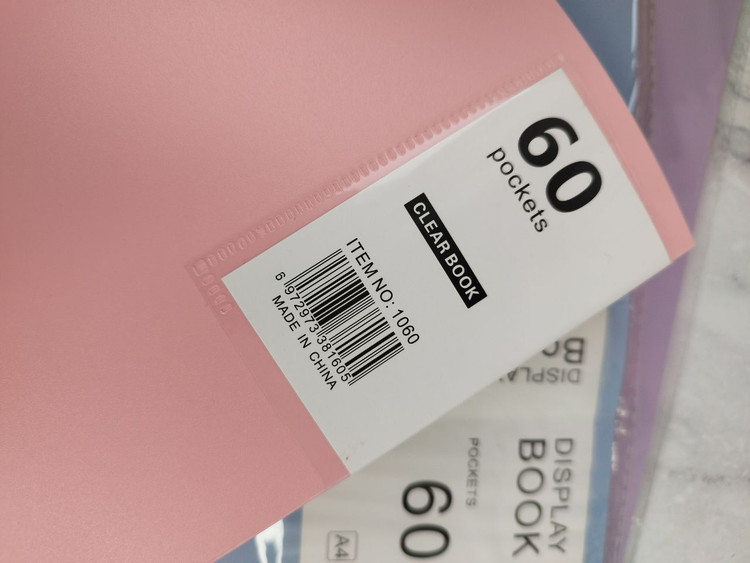 60
pockets
CLEAR BOOK
ITEM NO: 1060
6 972973 381605
MADE IN CHINA
DISPLAY
BOOK
POCKETS
60
A4